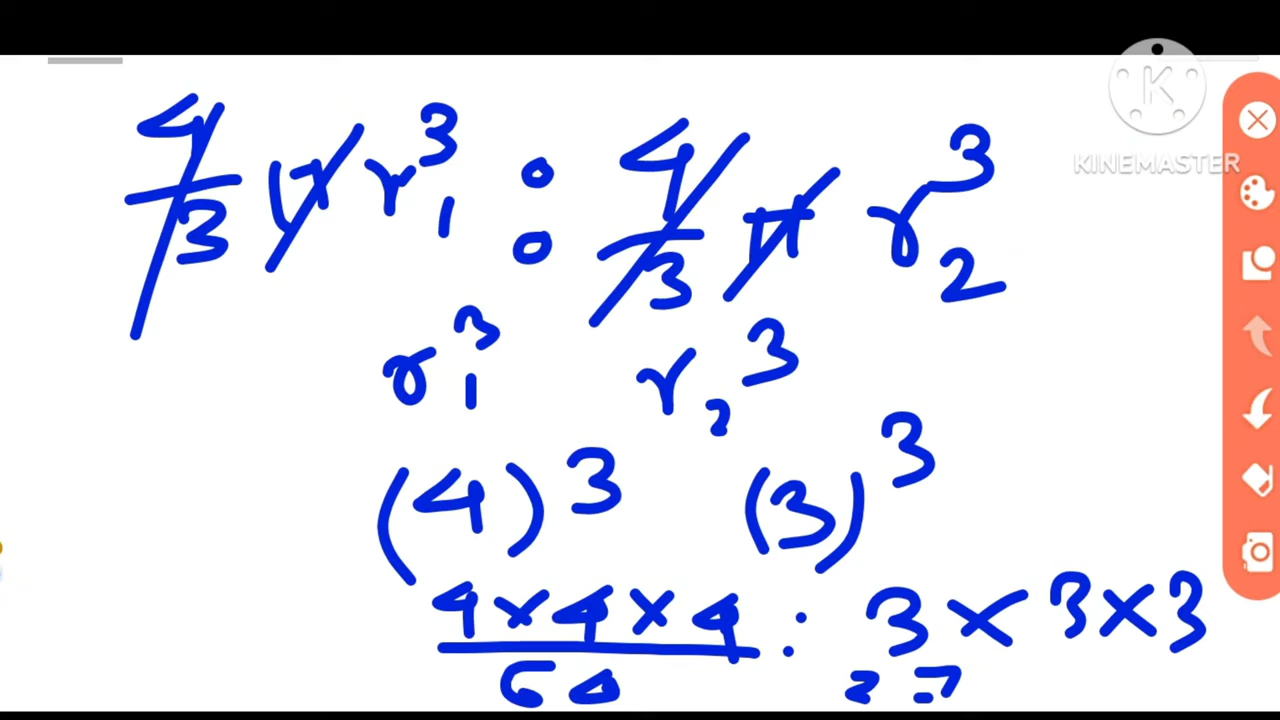 4/3 π r₁³ : 4/3 π r₂³
r₁³ r₂³
(4)³ (3)³
4×4×4 : 3×3×3
64 27
KINEMASTER